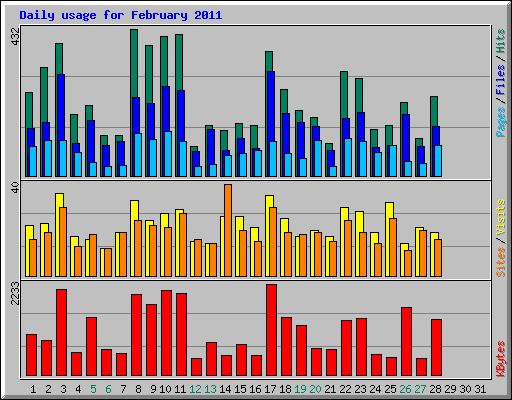 Daily usage for February 2011
432
Pages / Files / Hits
40
Sites / Visits
2233
KBytes
1 2 3 4 5 6 7 8 9 10 11 12 13 14 15 16 17 18 19 20 21 22 23 24 25 26 27 28 29 30 31